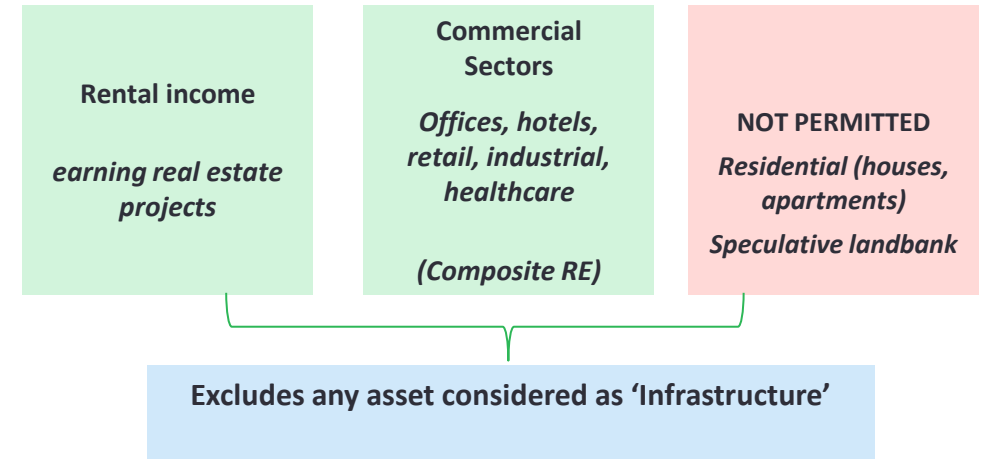 Rental income
earning real estate
projects
Commercial
Sectors
Offices, hotels,
retail, industrial,
healthcare
(Composite RE)
NOT PERMITTED
Residential (houses,
apartments)
Speculative landbank
Excludes any asset considered as ‘Infrastructure’